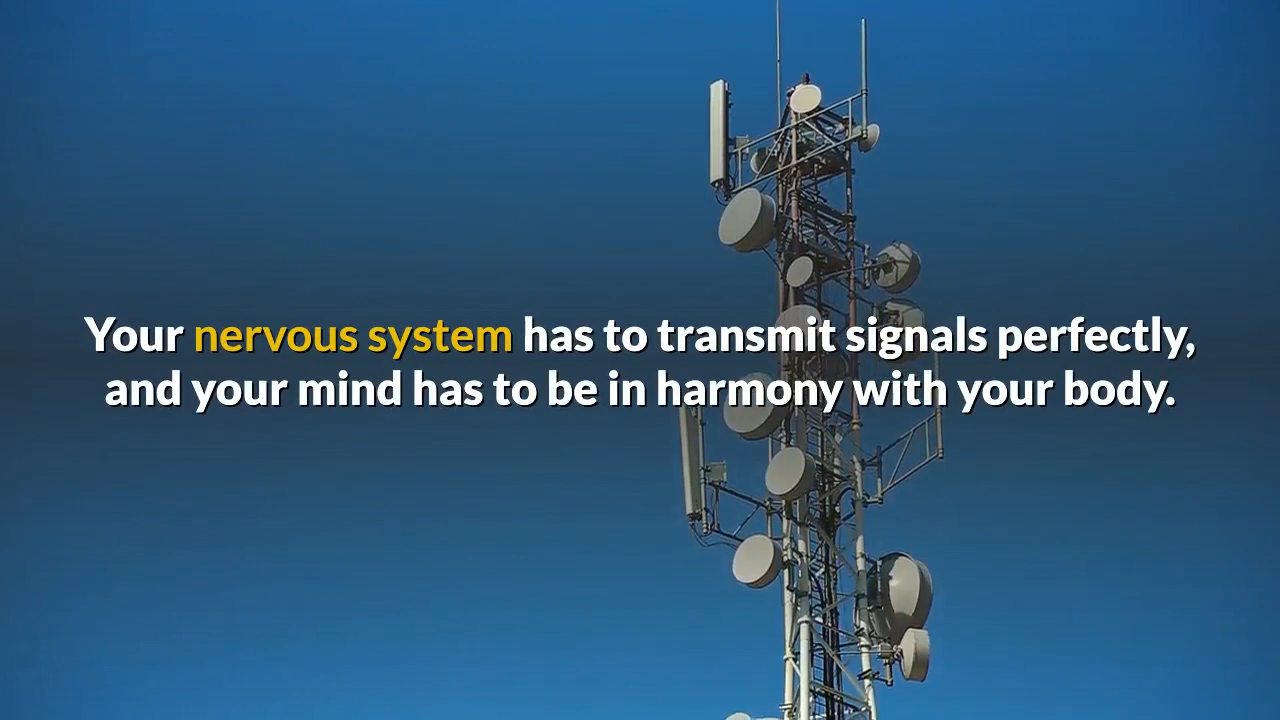 Your nervous system has to transmit signals perfectly,
and your mind has to be in harmony with your body.